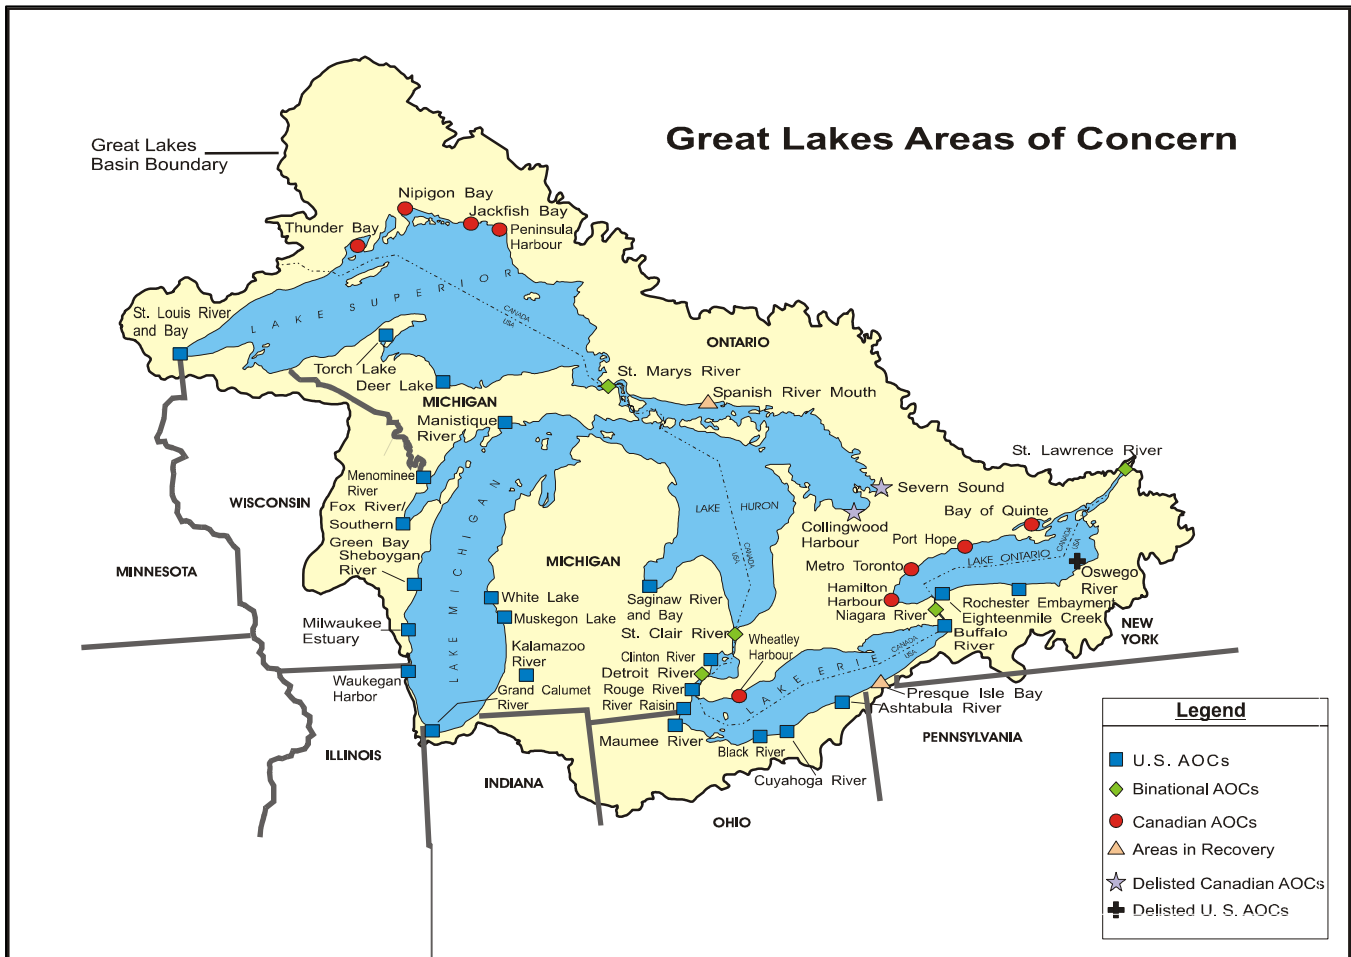 Great Lakes Areas of Concern
Great Lakes
Basin Boundary
Nipigon Bay
Jackfish Bay
Thunder Bay
Peninsula
Harbour
LAKE SUPERIOR
CANADA
USA
St. Louis River
and Bay
Torch Lake
Deer Lake
ONTARIO
St. Marys River
Spanish River Mouth
MICHIGAN
Manistique
River
Menominee
River
Fox River/
Southern
Green Bay
WISCONSIN
Sheboygan
River
MINNESOTA
LAKE MICHIGAN
LAKE HURON
CANADA
USA
Severn Sound
Collingwood
Harbour
St. Lawrence River
Bay of Quinte
Port Hope
Metro Toronto
LAKE ONTARIO
CANADA
USA
Oswego
River
Hamilton
Harbour
Niagara River
Rochester Embayment
Eighteenmile Creek
Buffalo
River
NEW
YORK
MICHIGAN
White Lake
Muskegon Lake
Saginaw River
and Bay
St. Clair River
Wheatley
Harbour
Milwaukee
Estuary
Kalamazoo
River
Clinton River
Detroit River
Rouge River
River Raisin
LAKE ERIE
CANADA
USA
Waukegan
Harbor
Grand Calumet
River
Presque Isle Bay
Ashtabula River
Maumee River
Black River
Cuyahoga River
PENNSYLVANIA
ILLINOIS
INDIANA
OHIO
Legend
U.S. AOCs
Binational AOCs
Canadian AOCs
Areas in Recovery
Delisted Canadian AOCs
Delisted U. S. AOCs